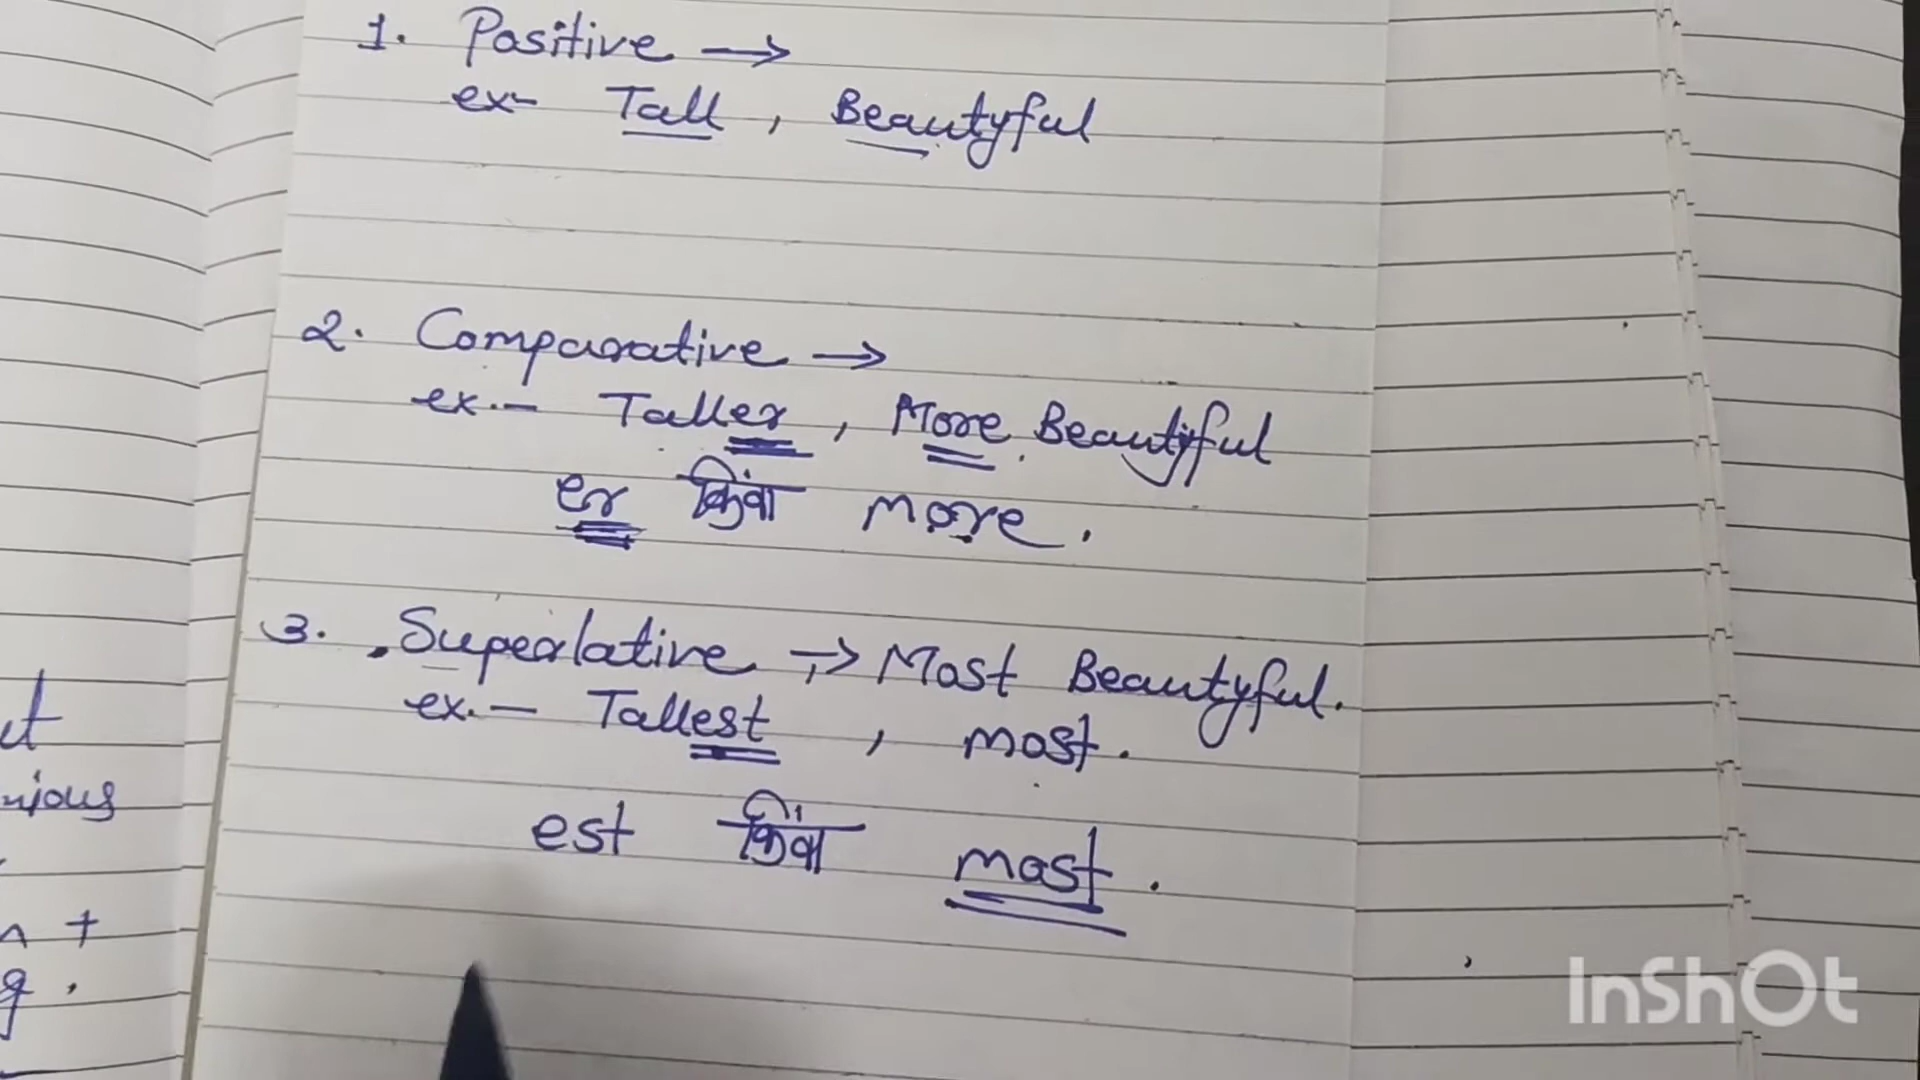 1. Positive →
ex- Tall , Beautyful
2. Comparative →
ex.- Taller , More Beautyful
er किंवा more.
3. Superlative → Most Beautyful.
ex.- Tallest , most.
est किंवा most.
InShOt